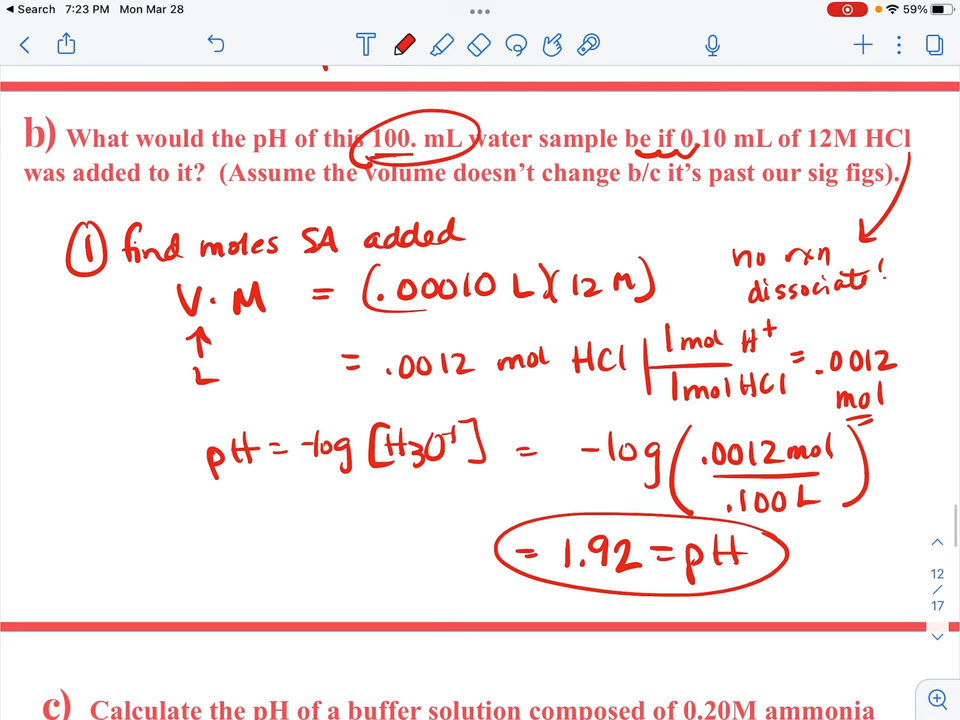 Search 7:23 PM Mon Mar 28 59%
T
b) What would the pH of this 100. mL water sample be if 0.10 mL of 12M HCl
was added to it? (Assume the volume doesn't change b/c it's past our sig figs).
1 find moles SA added
no rxn
dissociate!
V · M = (.00010 L)(12 M)
L
= .0012 mol HCl | 1 mol H+ / 1 mol HCl = .0012
mol
pH = -log [H3O+1] = -log (.0012 mol / .100 L)
= 1.92 = pH
12
/
17
c) Calculate the pH of a buffer solution composed of 0.20M ammonia